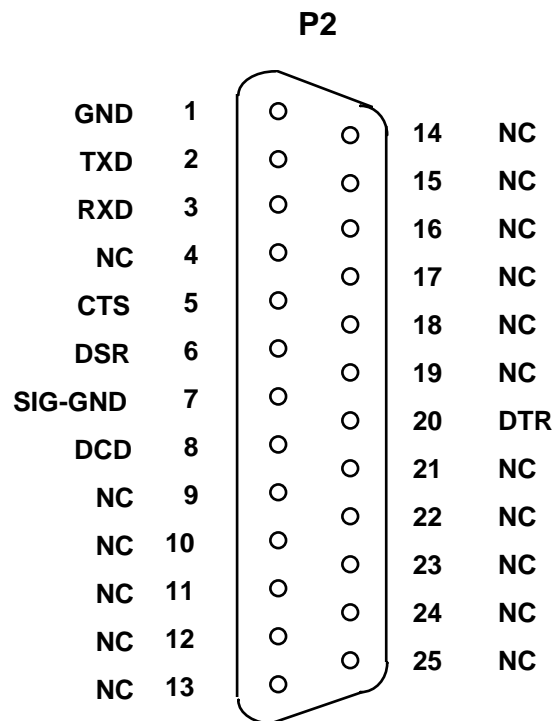 P2
GND 1
14 NC
TXD 2
15 NC
RXD 3
16 NC
NC 4
17 NC
CTS 5
18 NC
DSR 6
19 NC
SIG-GND 7
20 DTR
DCD 8
21 NC
NC 9
22 NC
NC 10
23 NC
NC 11
24 NC
NC 12
25 NC
NC 13